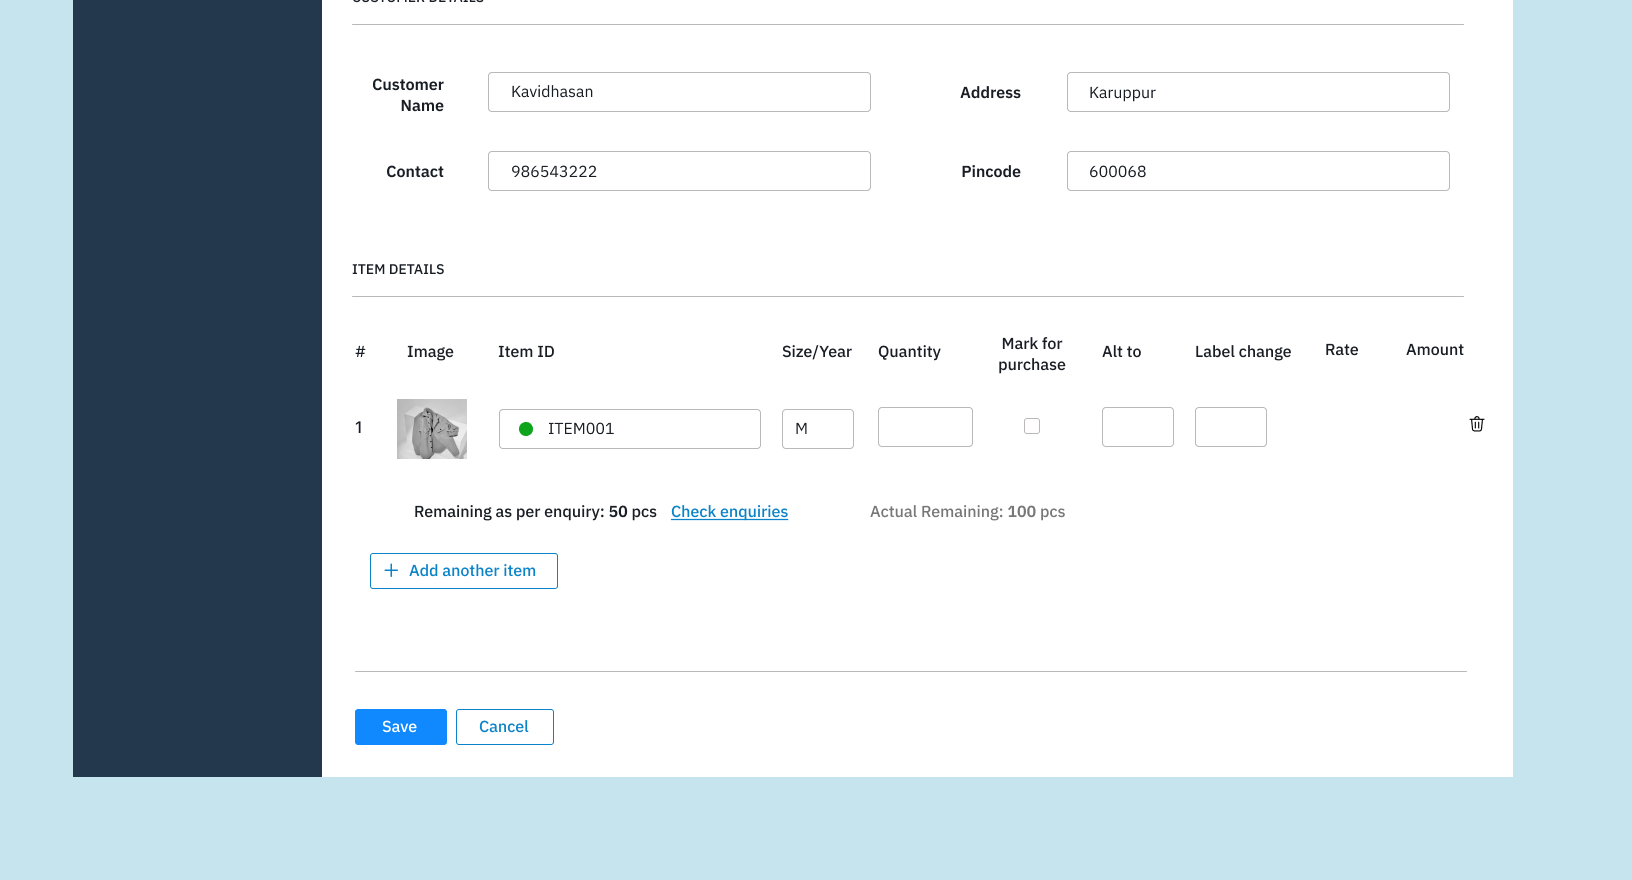 CUSTOMER DETAILS
Customer
Name
Kavidhasan
Address
Karuppur
Contact
986543222
Pincode
600068
ITEM DETAILS
#
Image
Item ID
Size/Year
Quantity
Mark for
purchase
Alt to
Label change
Rate
Amount
1
ITEM001
M
Remaining as per enquiry: 50 pcs
Check enquiries
Actual Remaining: 100 pcs
+ Add another item
Save
Cancel